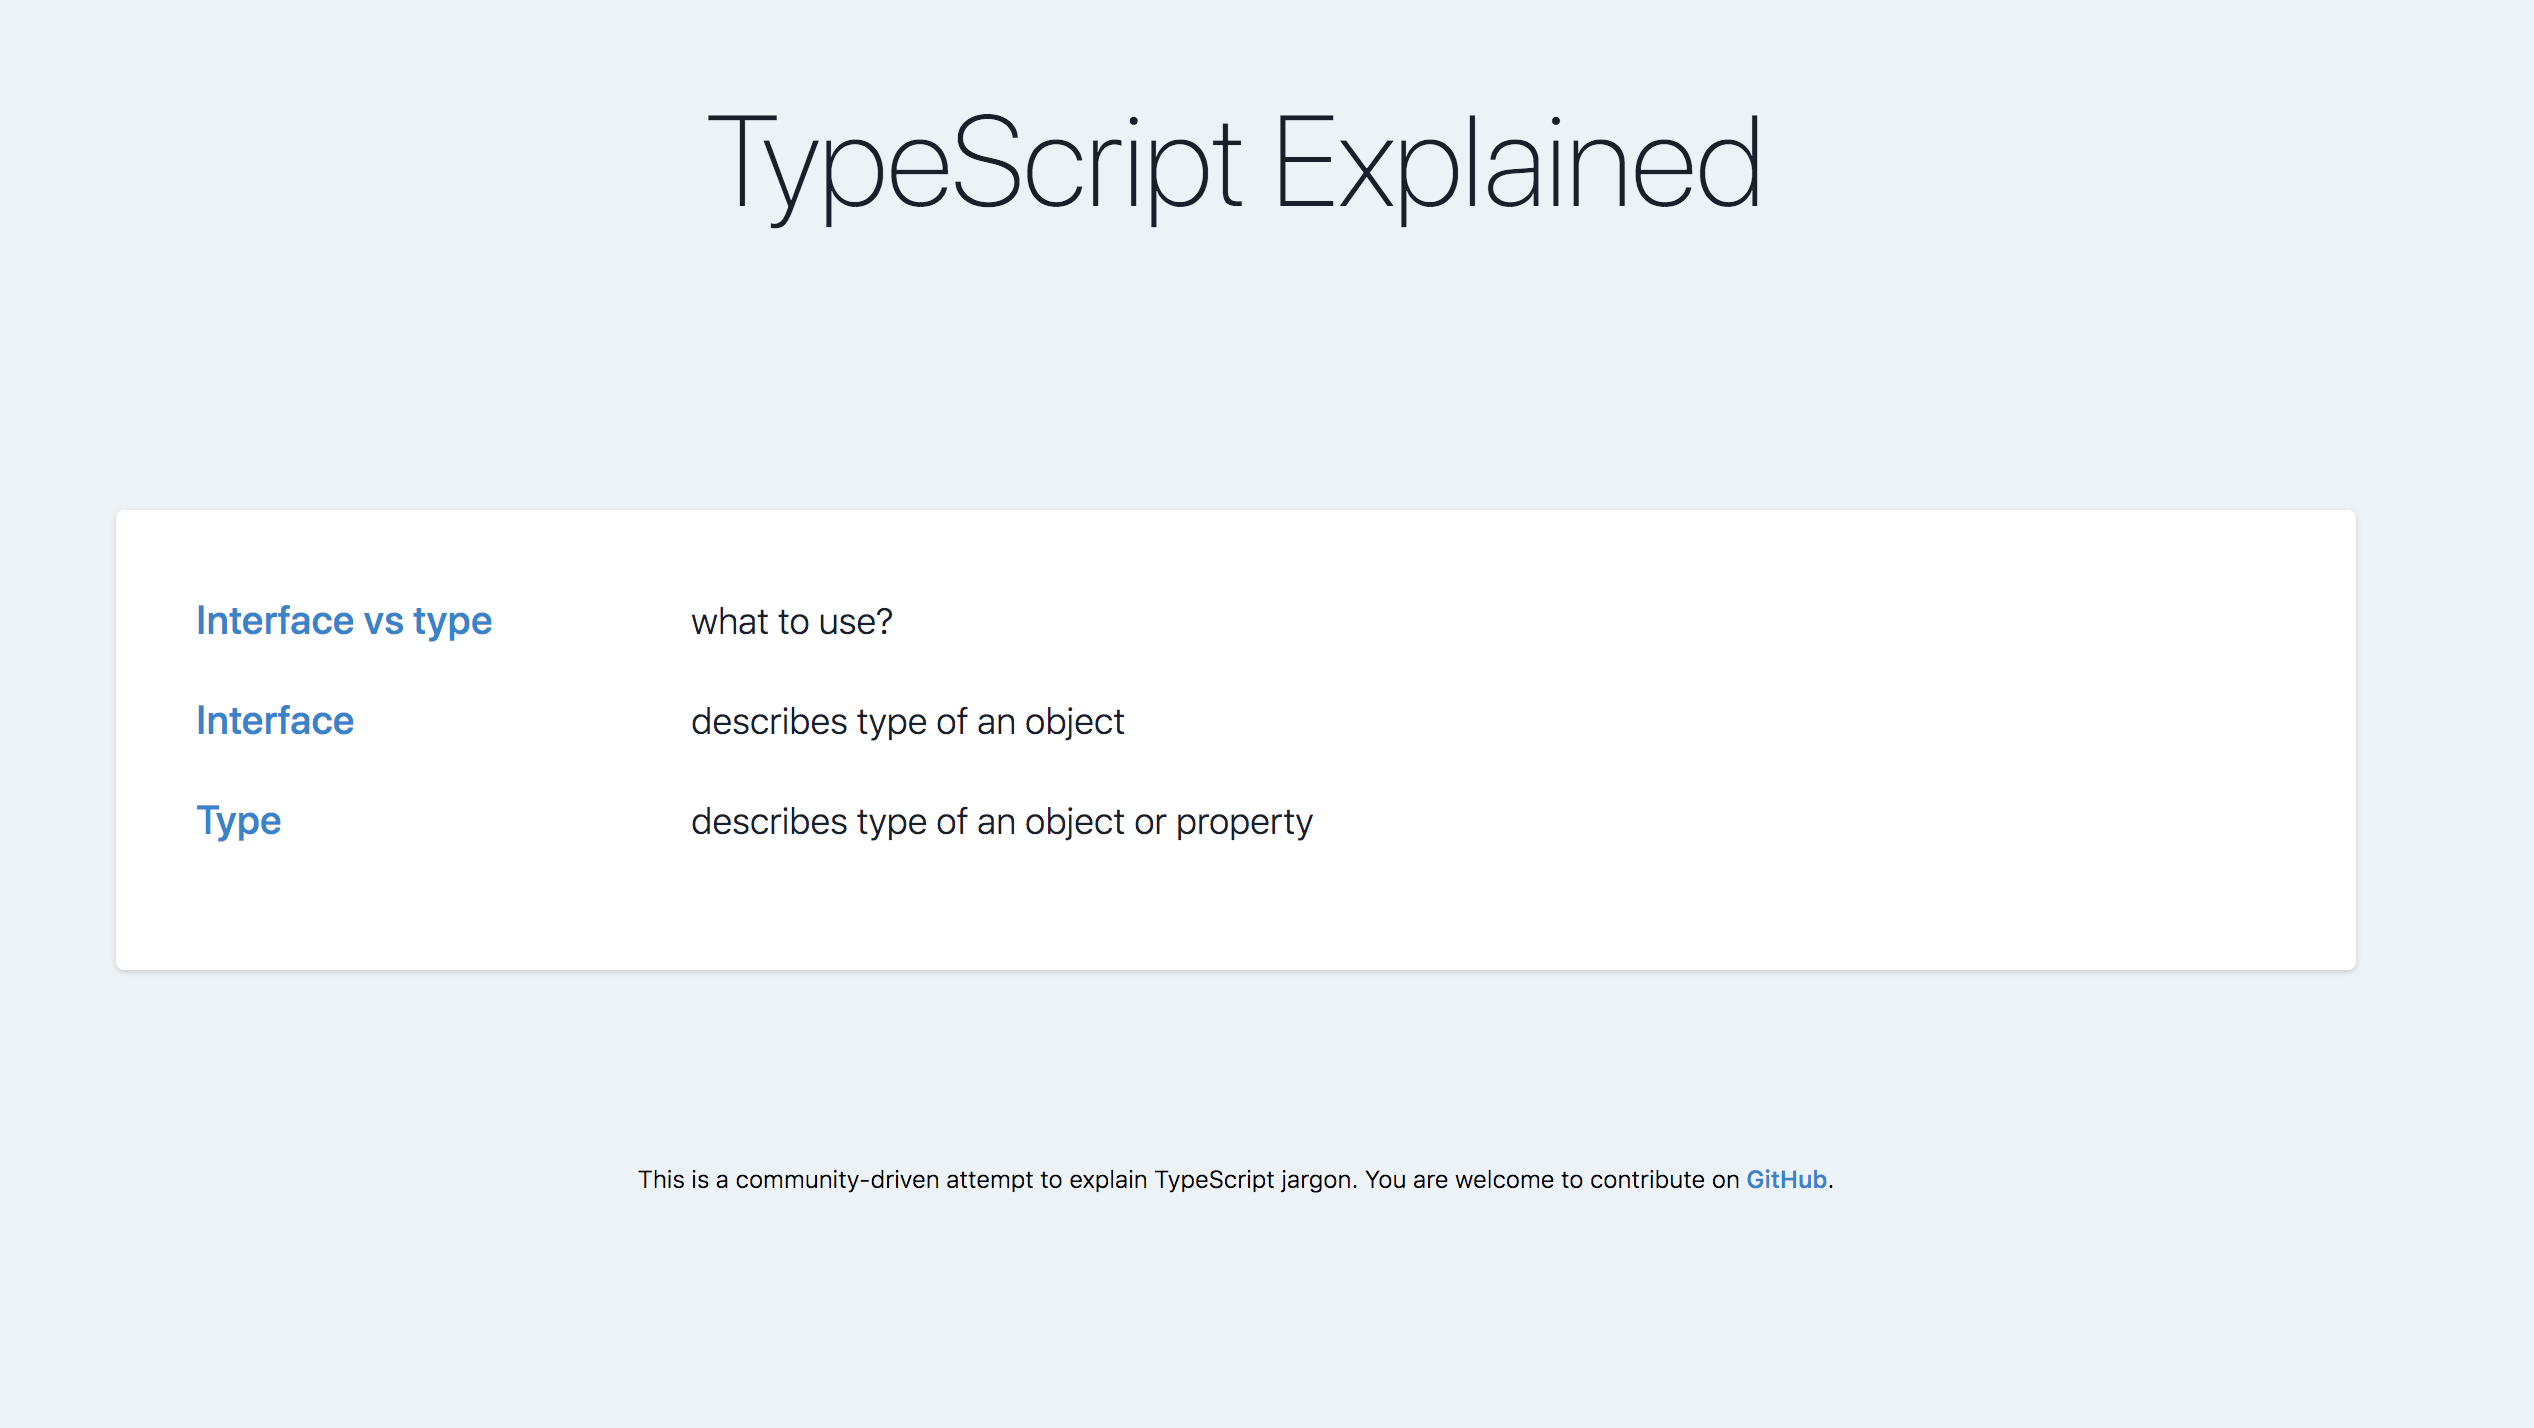 TypeScript Explained
Interface vs type what to use?
Interface describes type of an object
Type describes type of an object or property
This is a community-driven attempt to explain TypeScript jargon. You are welcome to contribute on GitHub.